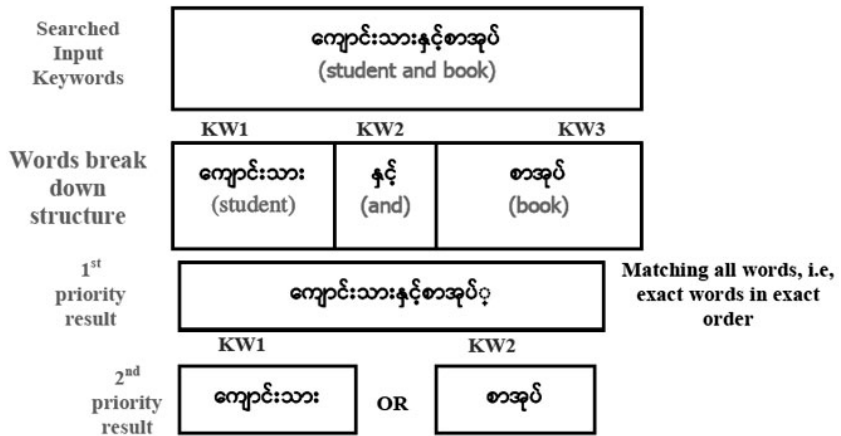 Searched
Input
Keywords
ကျောင်းသားနှင့်စာအုပ်
(student and book)
KW1 KW2 KW3
Words break
down
structure
ကျောင်းသား နှင့် စာအုပ်
(student) (and) (book)
1st
priority
result
ကျောင်းသားနှင့်စာအုပ့်
Matching all words, i.e,
exact words in exact
order
KW1 KW2
2nd
priority
result
ကျောင်းသား OR စာအုပ်